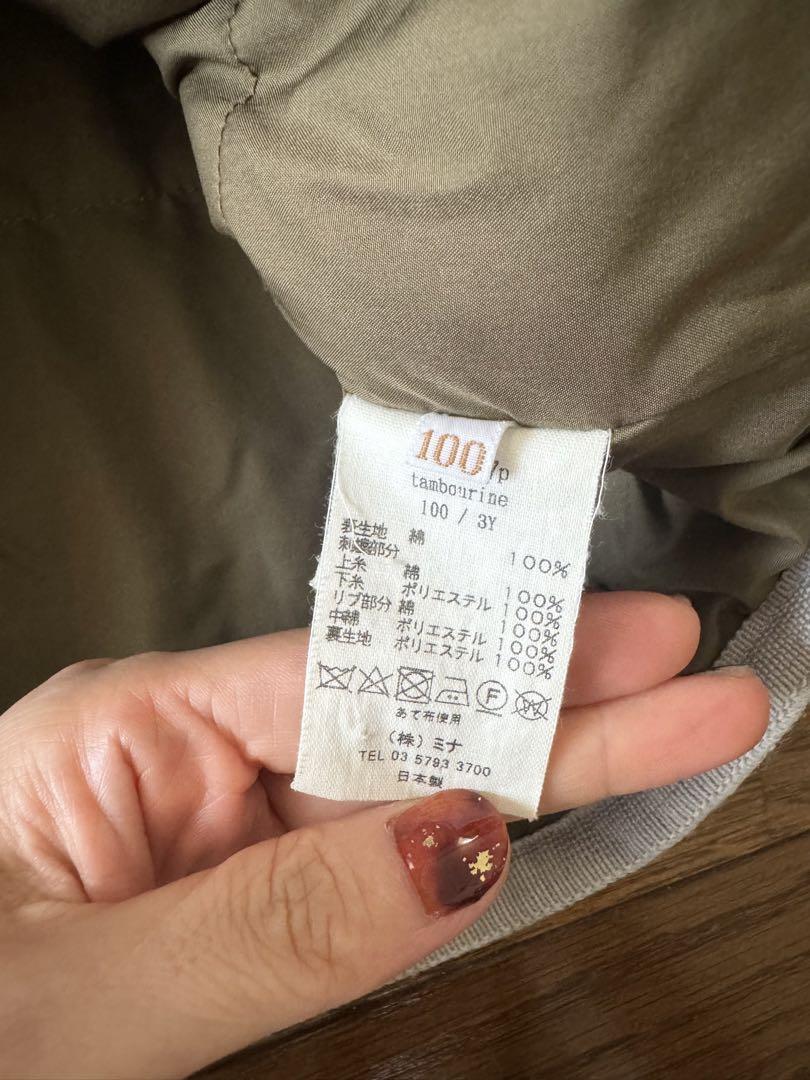 100
/p
tambourine
100 / 3Y
表生地 綿 100%
刺繍部分
上糸 綿 100%
下糸 ポリエステル 100%
リブ部分 綿 100%
中綿 ポリエステル 100%
裏生地 ポリエステル 100%
F W
あて布使用
(株)ミナ
TEL 03 5793 3700
日本製